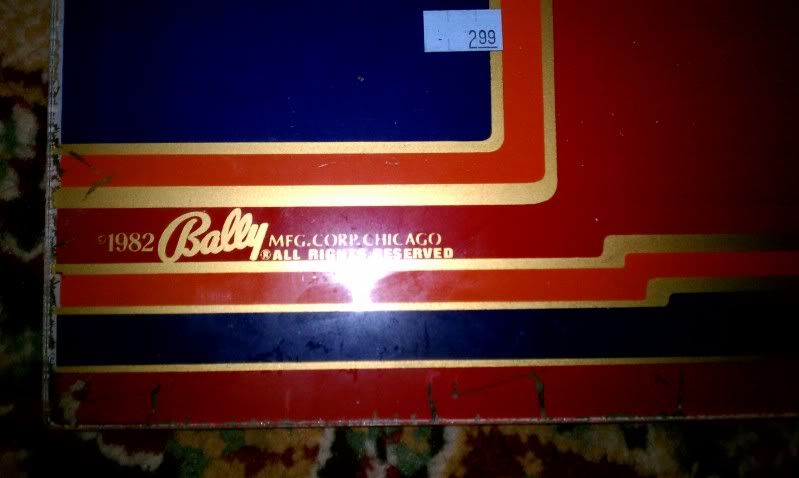 299
©1982 Bally MFG.CORP.CHICAGO
®ALL RIGHTS RESERVED